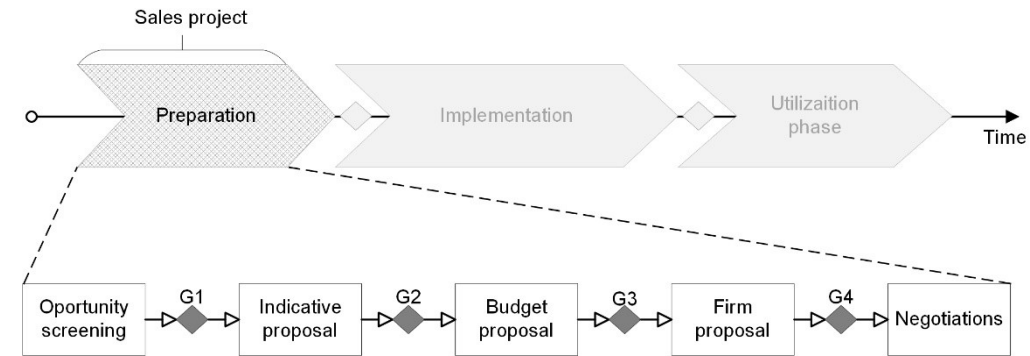 Sales project
Preparation
Implementation
Utilizaition
phase
Time
Oportunity
screening
G1
Indicative
proposal
G2
Budget
proposal
G3
Firm
proposal
G4
Negotiations